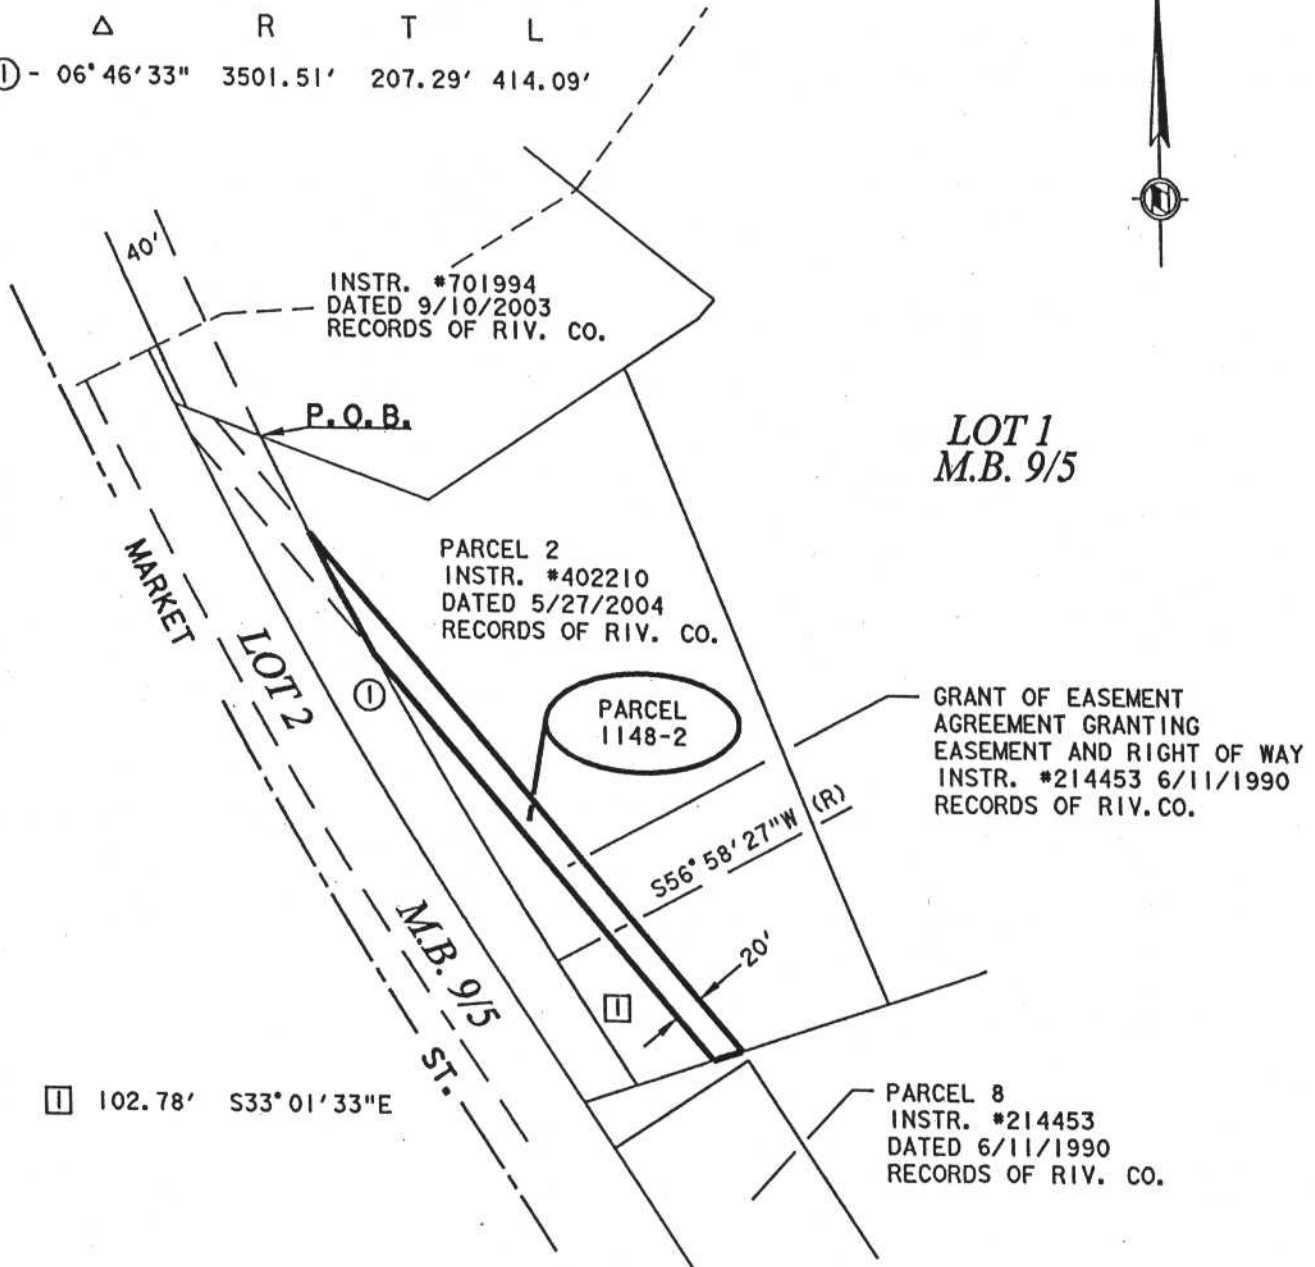 Δ R T L
① - 06°46'33" 3501.51' 207.29' 414.09'
40'
INSTR. #701994
DATED 9/10/2003
RECORDS OF RIV. CO.
P.O.B.
LOT 1
M.B. 9/5
PARCEL 2
INSTR. #402210
DATED 5/27/2004
RECORDS OF RIV. CO.
MARKET
LOT 2
①
PARCEL
1148-2
GRANT OF EASEMENT
AGREEMENT GRANTING
EASEMENT AND RIGHT OF WAY
INSTR. #214453 6/11/1990
RECORDS OF RIV.CO.
S56°58'27"W (R)
M.B. 9/5
20'
1
ST.
1 102.78' S33°01'33"E
PARCEL 8
INSTR. #214453
DATED 6/11/1990
RECORDS OF RIV. CO.